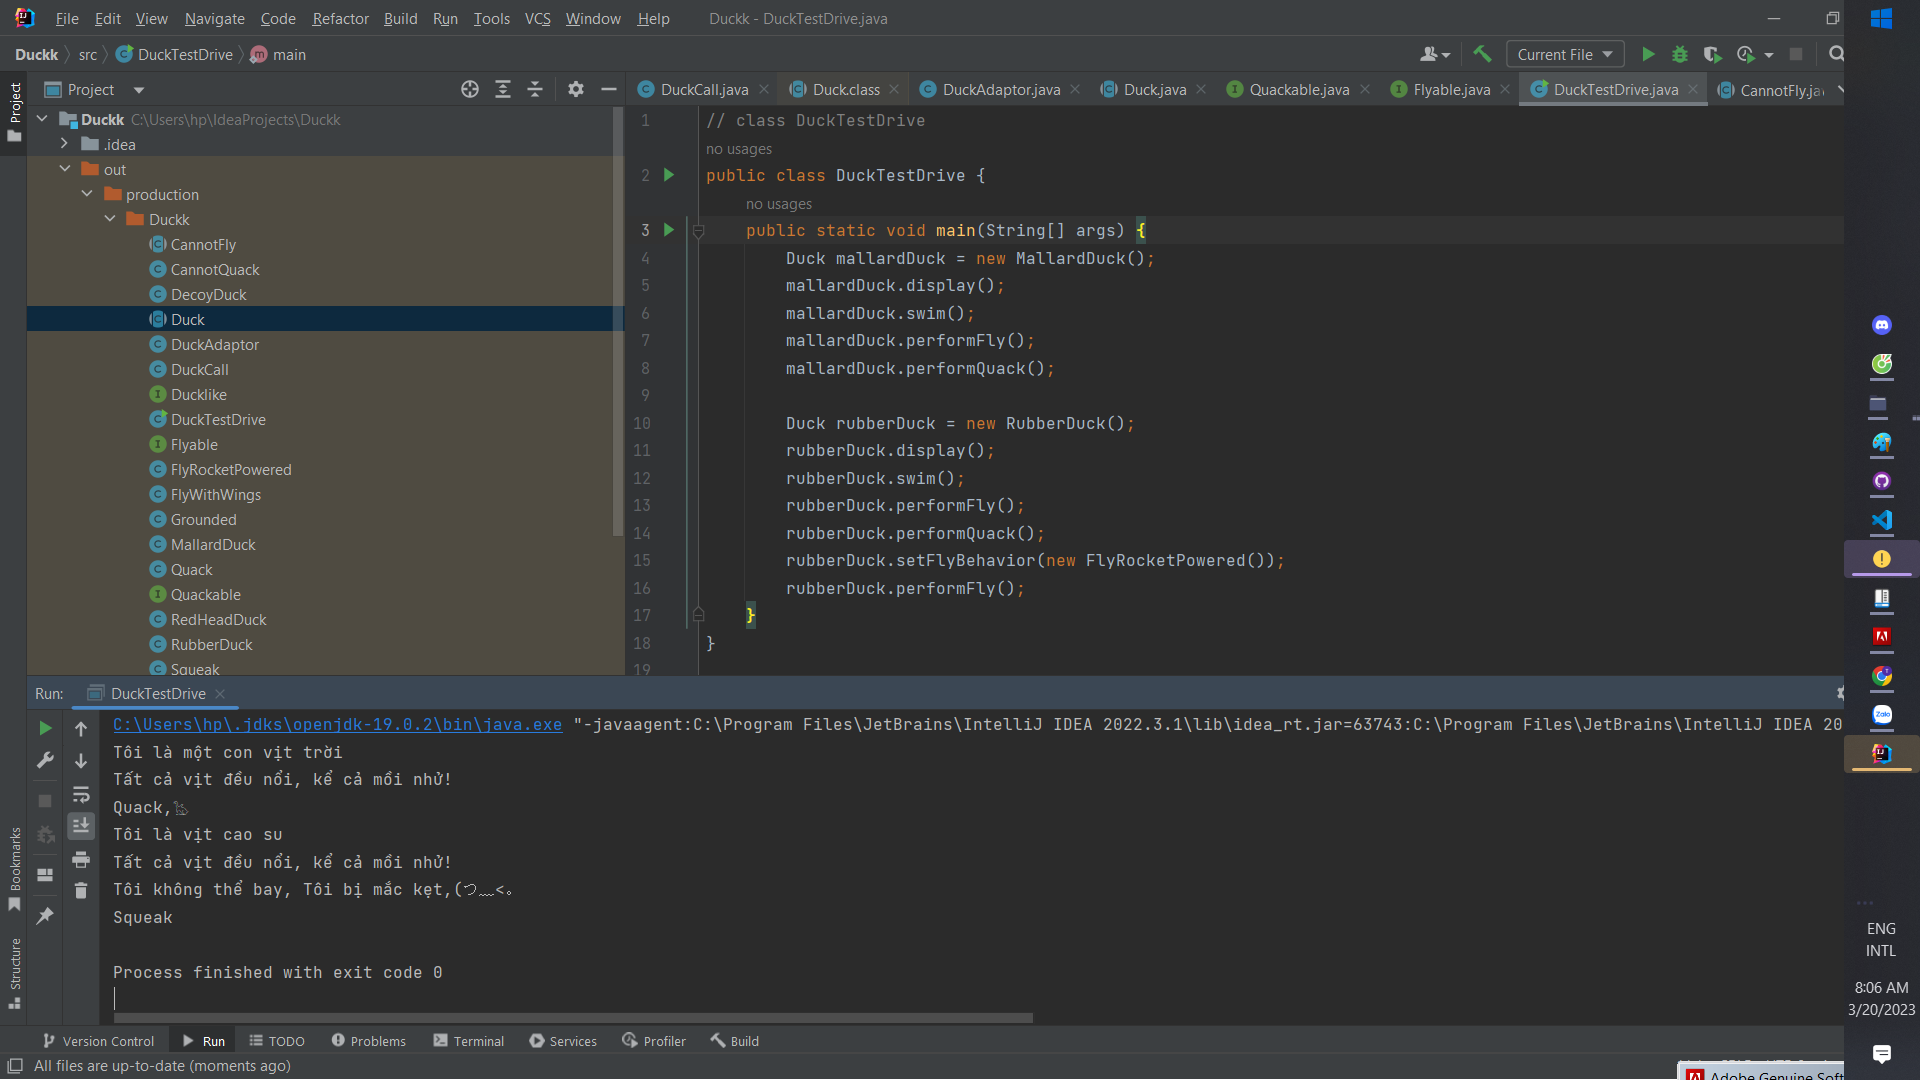 File Edit View Navigate Code Refactor Build Run Tools VCS Window Help Duckk - DuckTestDrive.java
Duckk src DuckTestDrive main
Current File
Project
DuckCall.java Duck.class DuckAdaptor.java Duck.java Quackable.java Flyable.java DuckTestDrive.java CannotFly.ja
Project
Duckk C:\Users\hp\IdeaProjects\Duckk
.idea
out
production
Duckk
CannotFly
CannotQuack
DecoyDuck
Duck
DuckAdaptor
DuckCall
Ducklike
DuckTestDrive
Flyable
FlyRocketPowered
FlyWithWings
Grounded
MallardDuck
Quack
Quackable
RedHeadDuck
RubberDuck
Squeak
1 // class DuckTestDrive
no usages
2 public class DuckTestDrive {
no usages
3 public static void main(String[] args) {
4 Duck mallardDuck = new MallardDuck();
5 mallardDuck.display();
6 mallardDuck.swim();
7 mallardDuck.performFly();
8 mallardDuck.performQuack();
9
10 Duck rubberDuck = new RubberDuck();
11 rubberDuck.display();
12 rubberDuck.swim();
13 rubberDuck.performFly();
14 rubberDuck.performQuack();
15 rubberDuck.setFlyBehavior(new FlyRocketPowered());
16 rubberDuck.performFly();
17 }
18 }
19
Run: DuckTestDrive
C:\Users\hp\.jdks\openjdk-19.0.2\bin\java.exe "-javaagent:C:\Program Files\JetBrains\IntelliJ IDEA 2022.3.1\lib\idea_rt.jar=63743:C:\Program Files\JetBrains\IntelliJ IDEA 20
Tôi là một con vịt trời
Tất cả vịt đều nổi, kể cả mồi nhử!
Quack,🦆
Tôi là vịt cao su
Tất cả vịt đều nổi, kể cả mồi nhử!
Tôi không thể bay, Tôi bị mắc kẹt,(つ﹏<。
Squeak
Process finished with exit code 0
Bookmarks
Structure
Version Control Run TODO Problems Terminal Services Profiler Build
All files are up-to-date (moments ago)
Zalo
ENG
INTL
8:06 AM
3/20/2023
Adobe Genuine Soft